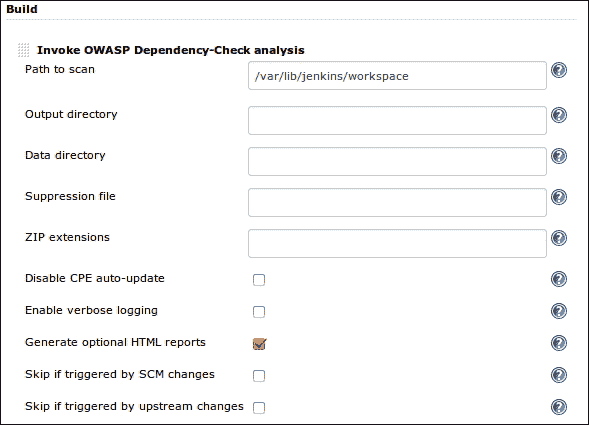 Build
Invoke OWASP Dependency-Check analysis
Path to scan
/var/lib/jenkins/workspace
Output directory
Data directory
Suppression file
ZIP extensions
Disable CPE auto-update
Enable verbose logging
Generate optional HTML reports
Skip if triggered by SCM changes
Skip if triggered by upstream changes